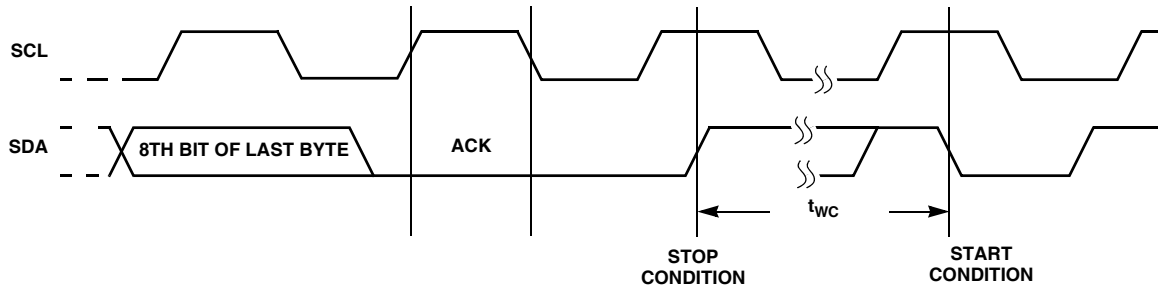 SCL
SDA
8TH BIT OF LAST BYTE
ACK
tWC
STOP
CONDITION
START
CONDITION